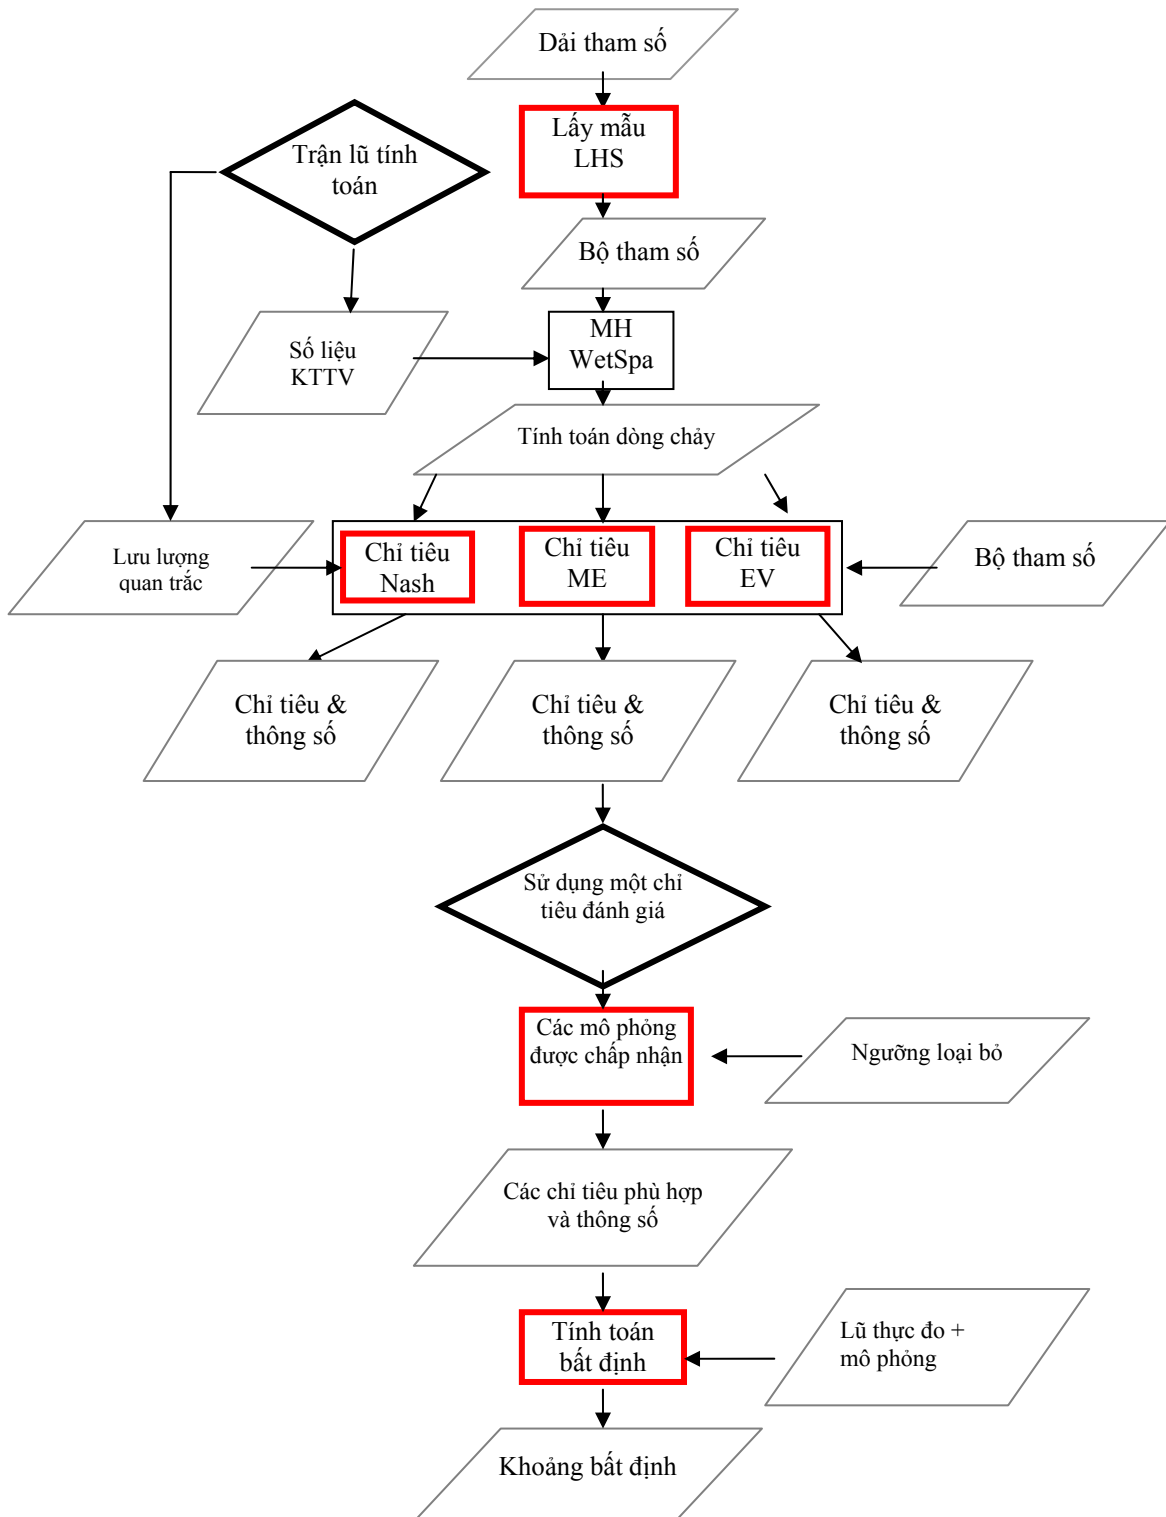 Dải tham số
Lấy mẫu
LHS
Trận lũ tính
toán
Bộ tham số
MH
WetSpa
Số liệu
KTTV
Tính toán dòng chảy
Lưu lượng
quan trắc
Chỉ tiêu
Nash
Chỉ tiêu
ME
Chỉ tiêu
EV
Bộ tham số
Chỉ tiêu &
thông số
Chỉ tiêu &
thông số
Chỉ tiêu &
thông số
Sử dụng một chỉ
tiêu đánh giá
Các mô phỏng
được chấp nhận
Ngưỡng loại bỏ
Các chỉ tiêu phù hợp
và thông số
Tính toán
bất định
Lũ thực đo +
mô phỏng
Khoảng bất định